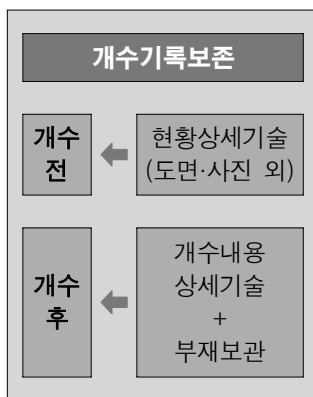 개수기록보존
개수
전
현황상세기술
(도면·사진 외)
개수
후
개수내용
상세기술
+
부재보관